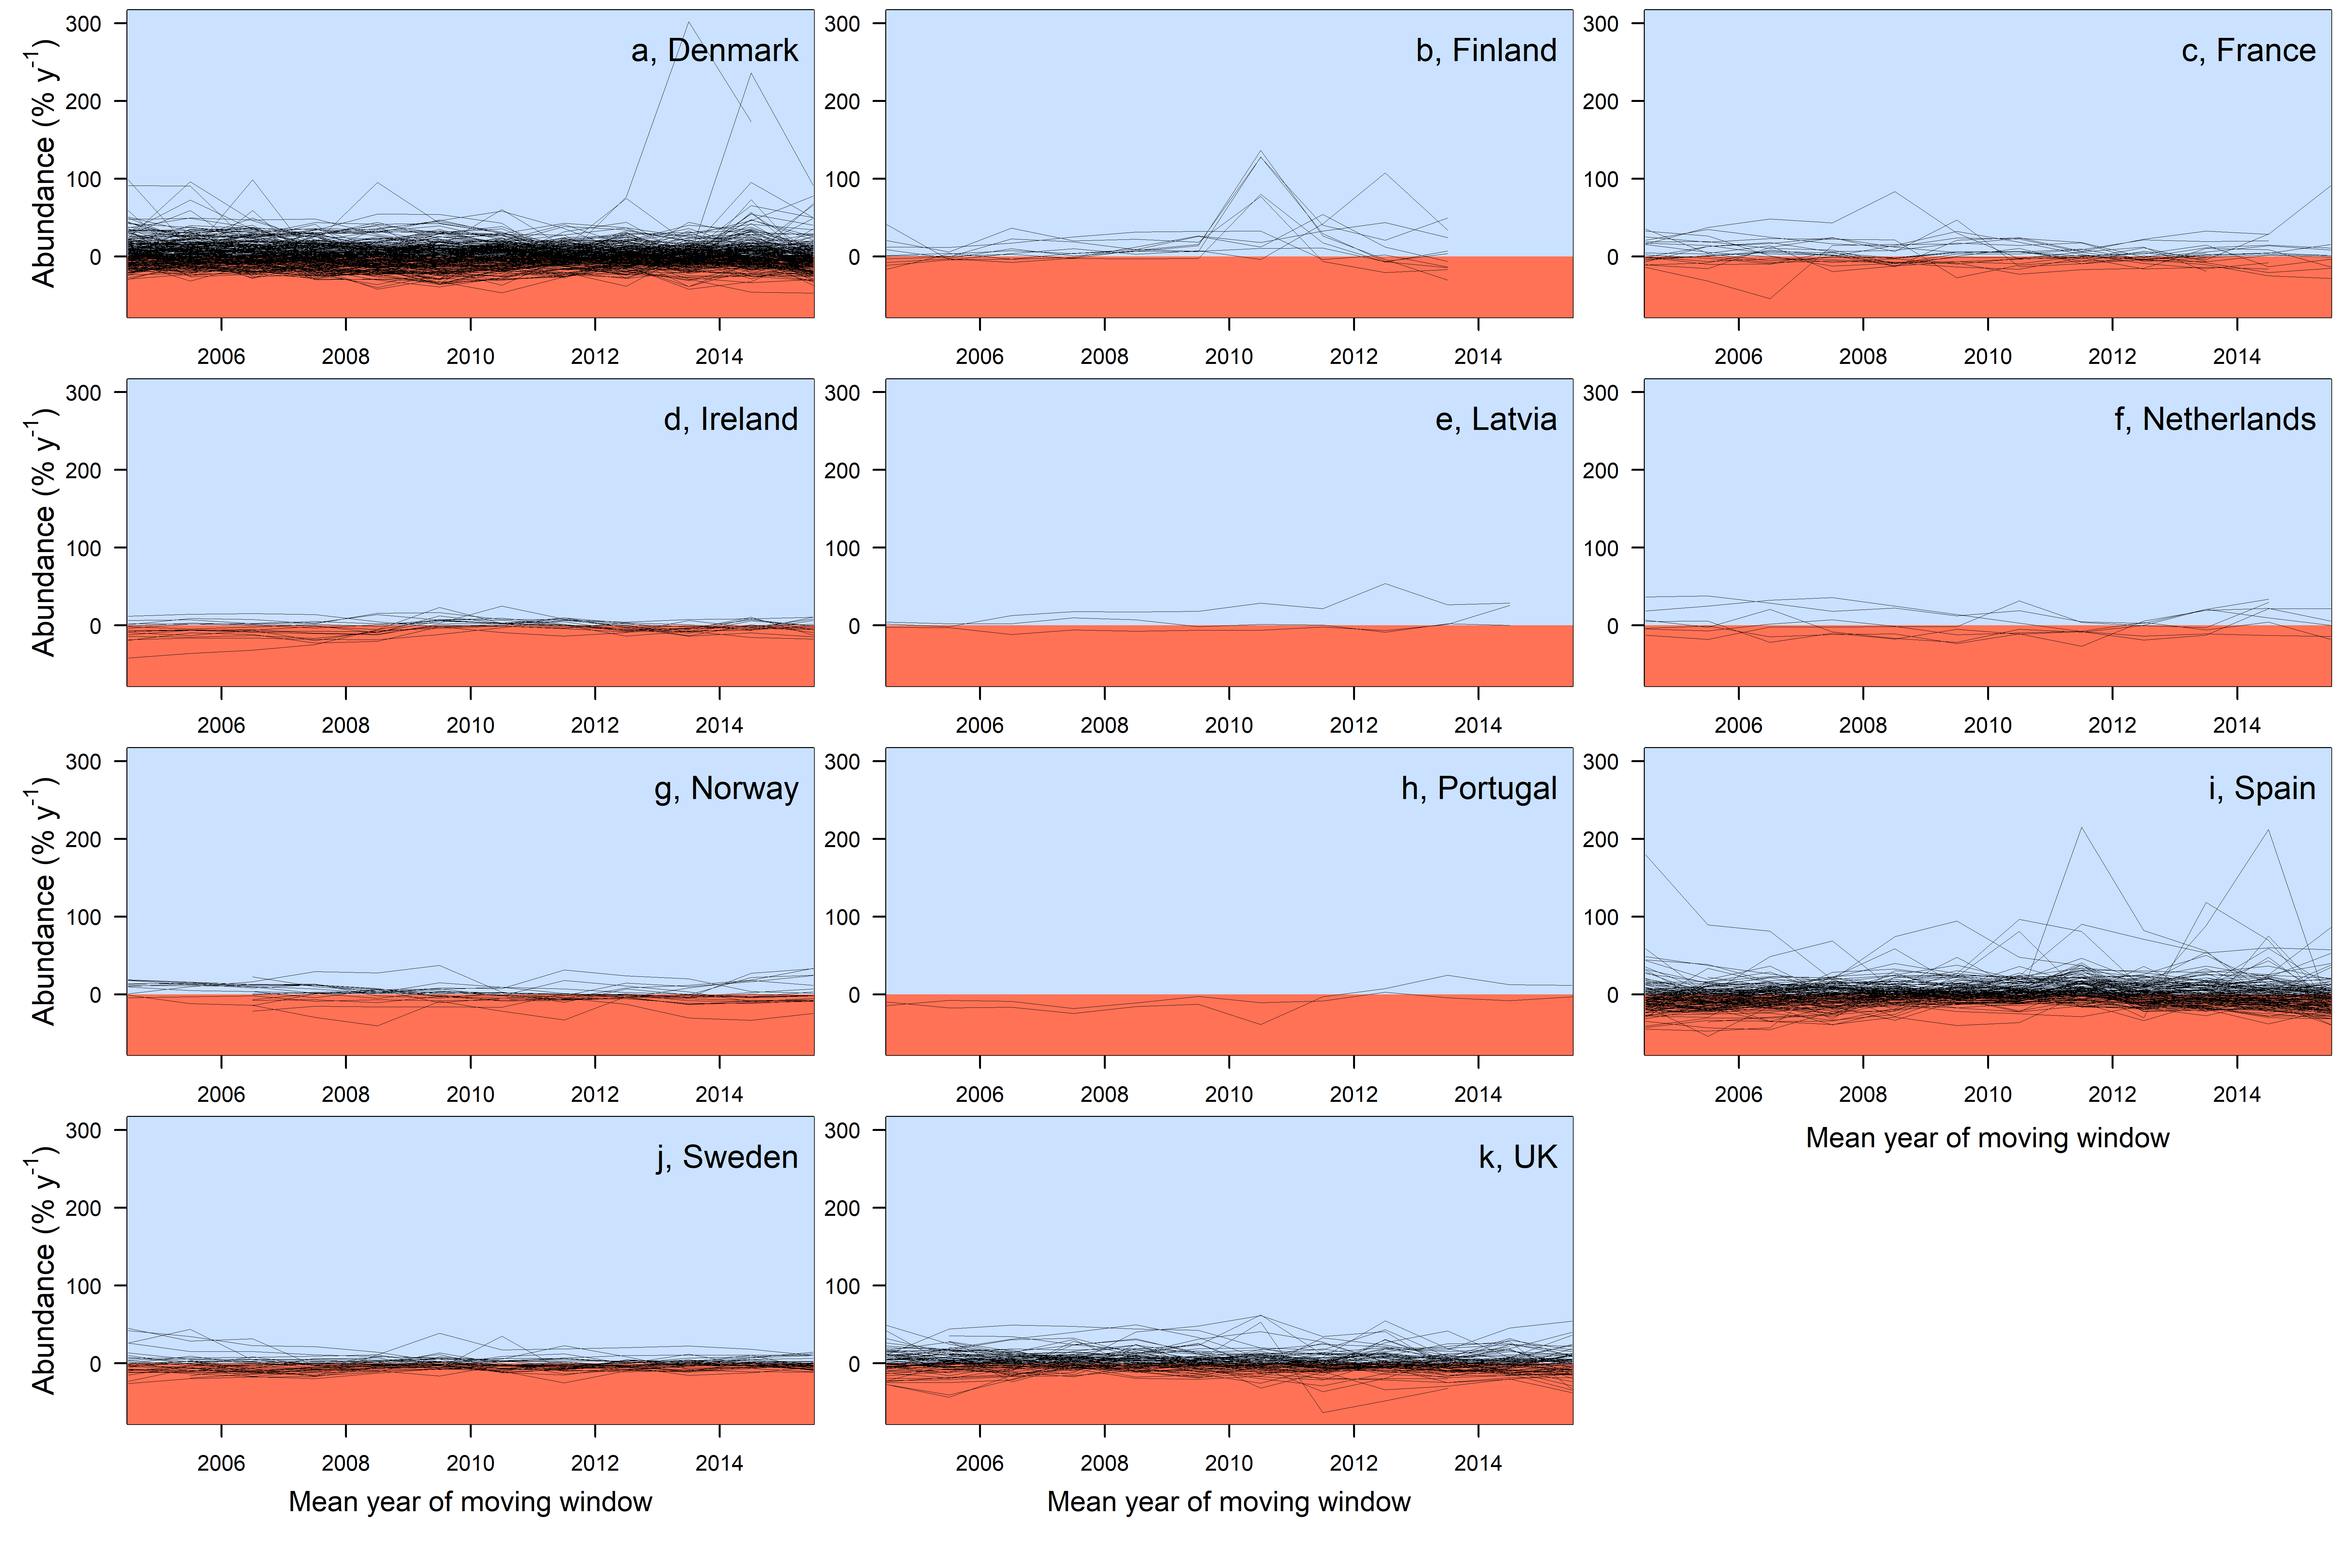 a, Denmark
b, Finland
c, France
Abundance (% y⁻¹)
300
200
100
0
300
200
100
0
300
200
100
0
2006 2008 2010 2012 2014
2006 2008 2010 2012 2014
2006 2008 2010 2012 2014
d, Ireland
e, Latvia
f, Netherlands
Abundance (% y⁻¹)
300
200
100
0
300
200
100
0
300
200
100
0
2006 2008 2010 2012 2014
2006 2008 2010 2012 2014
2006 2008 2010 2012 2014
g, Norway
h, Portugal
i, Spain
Abundance (% y⁻¹)
300
200
100
0
300
200
100
0
300
200
100
0
2006 2008 2010 2012 2014
2006 2008 2010 2012 2014
2006 2008 2010 2012 2014
Mean year of moving window
j, Sweden
k, UK
Abundance (% y⁻¹)
300
200
100
0
300
200
100
0
2006 2008 2010 2012 2014
2006 2008 2010 2012 2014
Mean year of moving window
Mean year of moving window